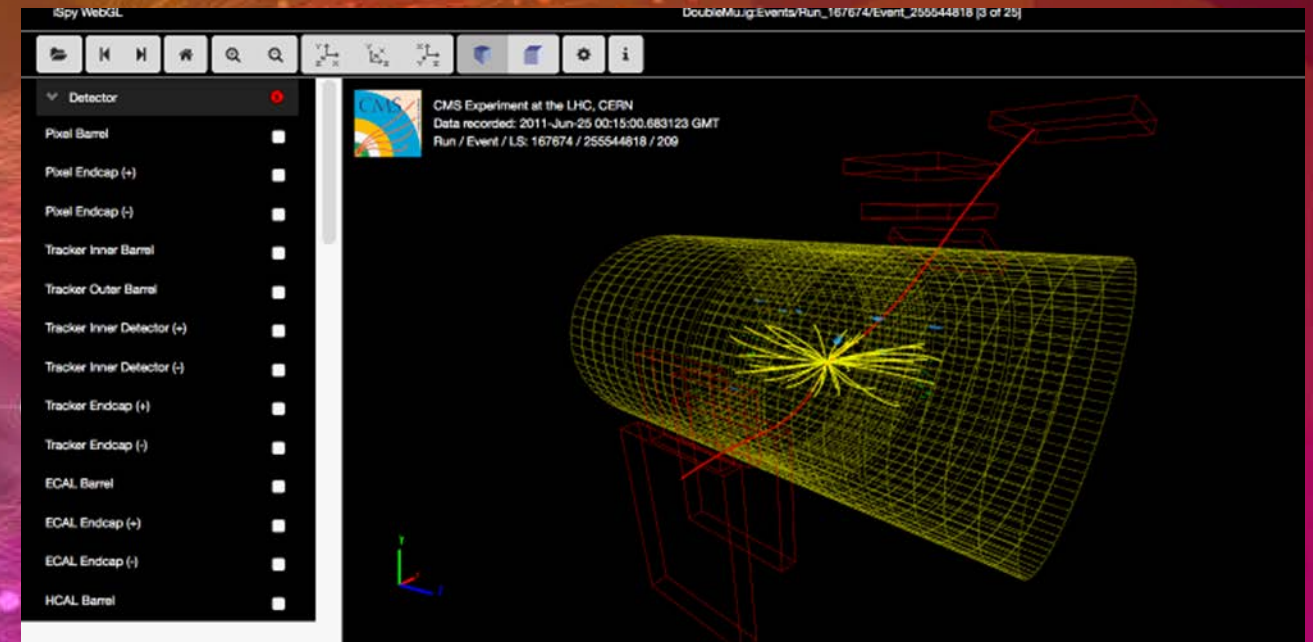 iSpy WebGL
DoubleMu.ig:Events/Run_167674/Event_255544818 [3 of 25]
Detector
CMS
CMS Experiment at the LHC, CERN
Data recorded: 2011-Jun-25 00:15:00.683123 GMT
Run / Event / LS: 167674 / 255544818 / 209
Pixel Barrel
Pixel Endcap (+)
Pixel Endcap (-)
Tracker Inner Barrel
Tracker Outer Barrel
Tracker Inner Detector (+)
Tracker Inner Detector (-)
Tracker Endcap (+)
Tracker Endcap (-)
ECAL Barrel
ECAL Endcap (+)
ECAL Endcap (-)
HCAL Barrel